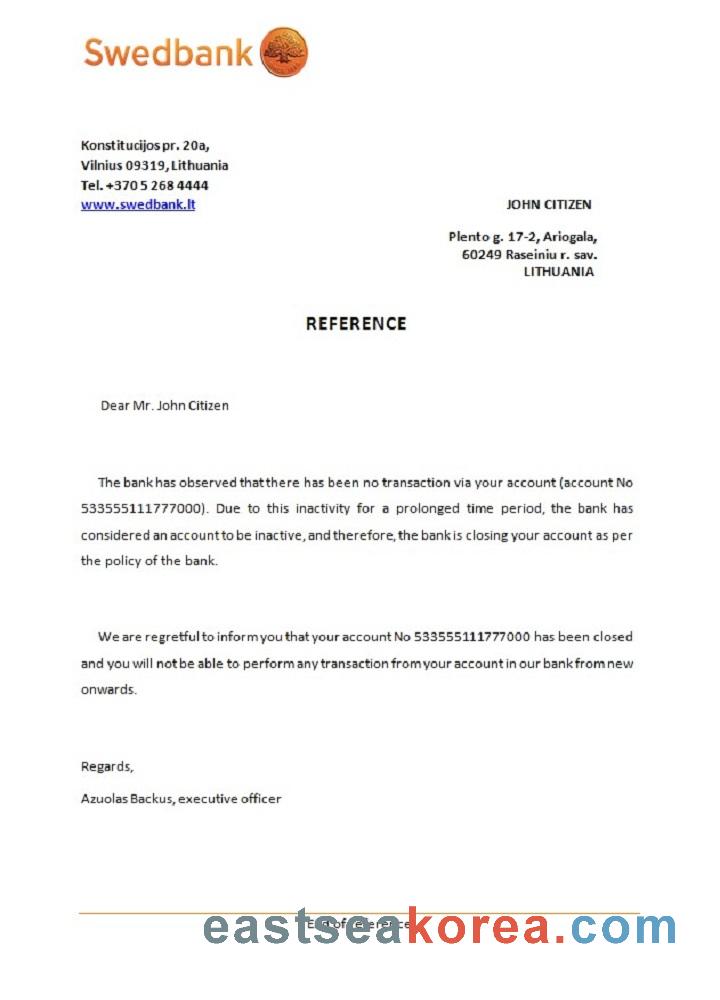 Swedbank
Konstitucijos pr. 20a,
Vilnius 09319, Lithuania
Tel. +370 5 268 4444
www.swedbank.lt
JOHN CITIZEN
Plento g. 17-2, Ariogala,
60249 Raseiniu r. sav.
LITHUANIA
REFERENCE
Dear Mr. John Citizen
The bank has observed that there has been no transaction via your account (account No
533555111777000). Due to this inactivity for a prolonged time period, the bank has
considered an account to be inactive, and therefore, the bank is closing your account as per
the policy of the bank.
We are regretful to inform you that your account No 533555111777000 has been closed
and you will not be able to perform any transaction from your account in our bank from new
onwards.
Regards,
Azuolas Backus, executive officer
End of reference
eastseakorea.com